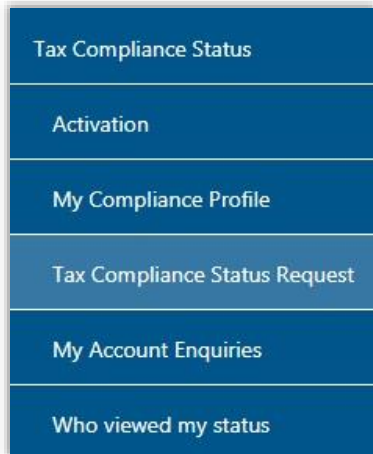 Tax Compliance Status
Activation
My Compliance Profile
Tax Compliance Status Request
My Account Enquiries
Who viewed my status